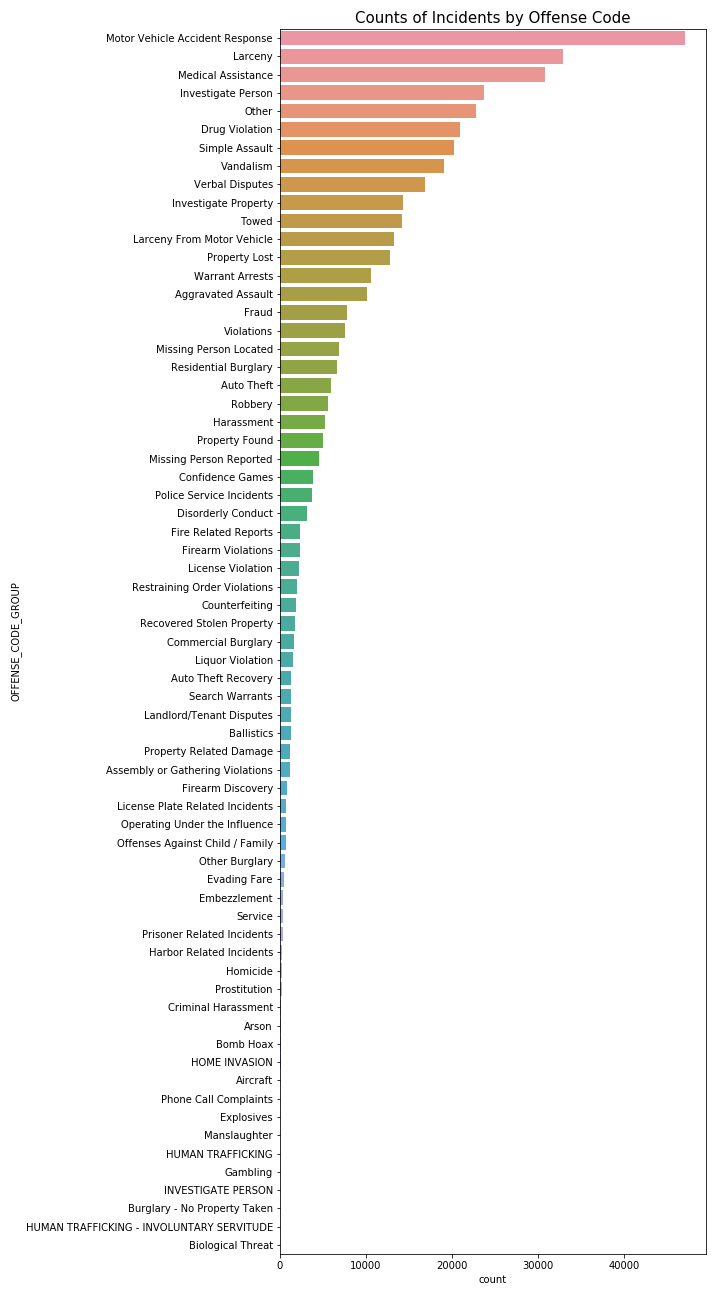 Counts of Incidents by Offense Code
OFFENSE_CODE_GROUP
Motor Vehicle Accident Response
Larceny
Medical Assistance
Investigate Person
Other
Drug Violation
Simple Assault
Vandalism
Verbal Disputes
Investigate Property
Towed
Larceny From Motor Vehicle
Property Lost
Warrant Arrests
Aggravated Assault
Fraud
Violations
Missing Person Located
Residential Burglary
Auto Theft
Robbery
Harassment
Property Found
Missing Person Reported
Confidence Games
Police Service Incidents
Disorderly Conduct
Fire Related Reports
Firearm Violations
License Violation
Restraining Order Violations
Counterfeiting
Recovered Stolen Property
Commercial Burglary
Liquor Violation
Auto Theft Recovery
Search Warrants
Landlord/Tenant Disputes
Ballistics
Property Related Damage
Assembly or Gathering Violations
Firearm Discovery
License Plate Related Incidents
Operating Under the Influence
Offenses Against Child / Family
Other Burglary
Evading Fare
Embezzlement
Service
Prisoner Related Incidents
Harbor Related Incidents
Homicide
Prostitution
Criminal Harassment
Arson
Bomb Hoax
HOME INVASION
Aircraft
Phone Call Complaints
Explosives
Manslaughter
HUMAN TRAFFICKING
Gambling
INVESTIGATE PERSON
Burglary - No Property Taken
HUMAN TRAFFICKING - INVOLUNTARY SERVITUDE
Biological Threat
0 10000 20000 30000 40000
count